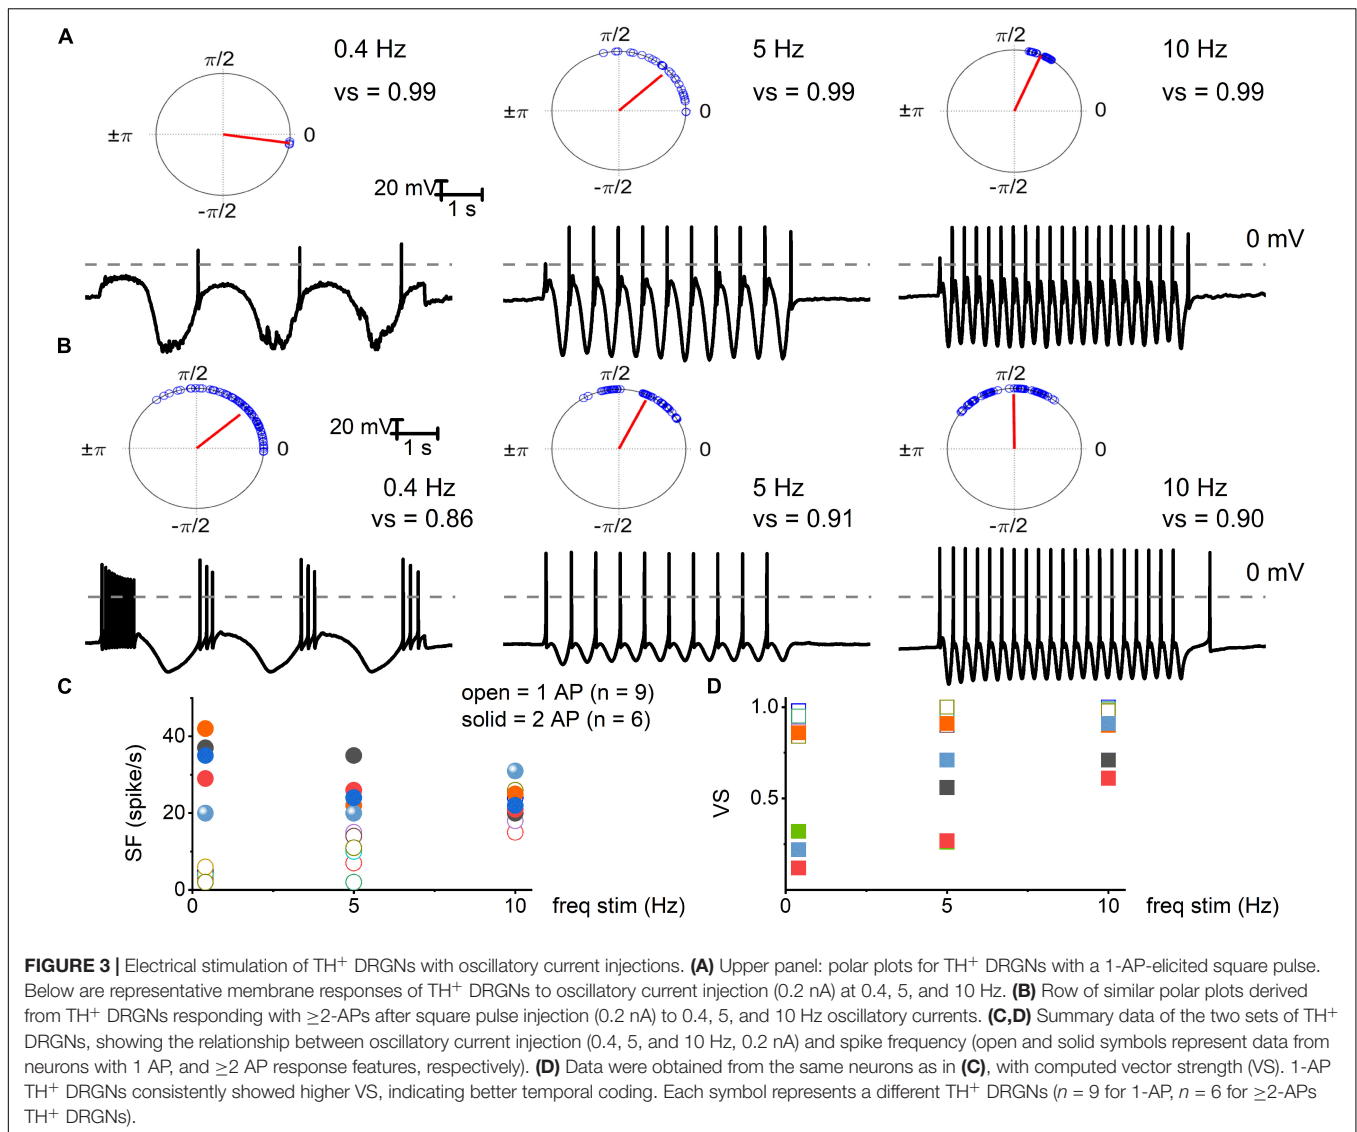 A
π/2
0.4 Hz
vs = 0.99
±π
0
-π/2
20 mV
1 s
π/2
5 Hz
vs = 0.99
±π
0
-π/2
π/2
10 Hz
vs = 0.99
±π
0
-π/2
0 mV
B
π/2
±π
0
-π/2
20 mV
1 s
0.4 Hz
vs = 0.86
π/2
±π
0
-π/2
5 Hz
vs = 0.91
π/2
±π
0
-π/2
10 Hz
vs = 0.90
0 mV
C
open = 1 AP (n = 9)
solid = 2 AP (n = 6)
SF (spike/s)
40
20
0
0
5
10
freq stim (Hz)
D
VS
1.0
0.5
0
5
10
freq stim (Hz)
FIGURE 3 | Electrical stimulation of TH⁺ DRGNs with oscillatory current injections. (A) Upper panel: polar plots for TH⁺ DRGNs with a 1-AP-elicited square pulse.
Below are representative membrane responses of TH⁺ DRGNs to oscillatory current injection (0.2 nA) at 0.4, 5, and 10 Hz. (B) Row of similar polar plots derived
from TH⁺ DRGNs responding with ≥2-APs after square pulse injection (0.2 nA) to 0.4, 5, and 10 Hz oscillatory currents. (C,D) Summary data of the two sets of TH⁺
DRGNs, showing the relationship between oscillatory current injection (0.4, 5, and 10 Hz, 0.2 nA) and spike frequency (open and solid symbols represent data from
neurons with 1 AP, and ≥2 AP response features, respectively). (D) Data were obtained from the same neurons as in (C), with computed vector strength (VS). 1-AP
TH⁺ DRGNs consistently showed higher VS, indicating better temporal coding. Each symbol represents a different TH⁺ DRGNs (n = 9 for 1-AP, n = 6 for ≥2-APs
TH⁺ DRGNs).